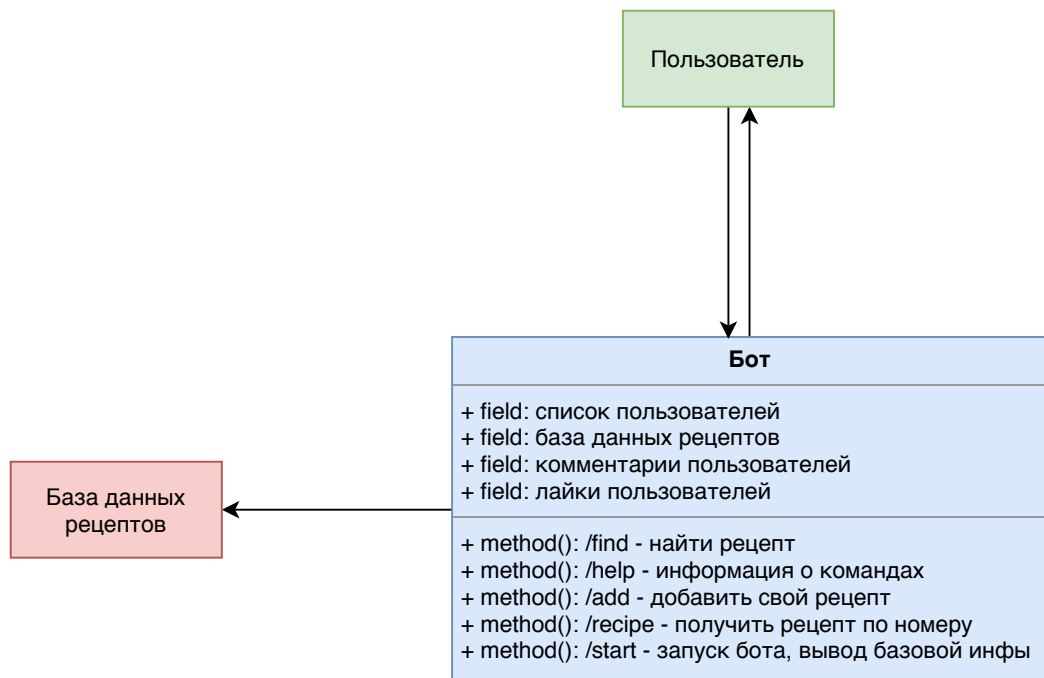 Пользователь
Бот
+ field: список пользователей
+ field: база данных рецептов
+ field: комментарии пользователей
+ field: лайки пользователей
База данных
рецептов
+ method(): /find - найти рецепт
+ method(): /help - информация о командах
+ method(): /add - добавить свой рецепт
+ method(): /recipe - получить рецепт по номеру
+ method(): /start - запуск бота, вывод базовой инфы